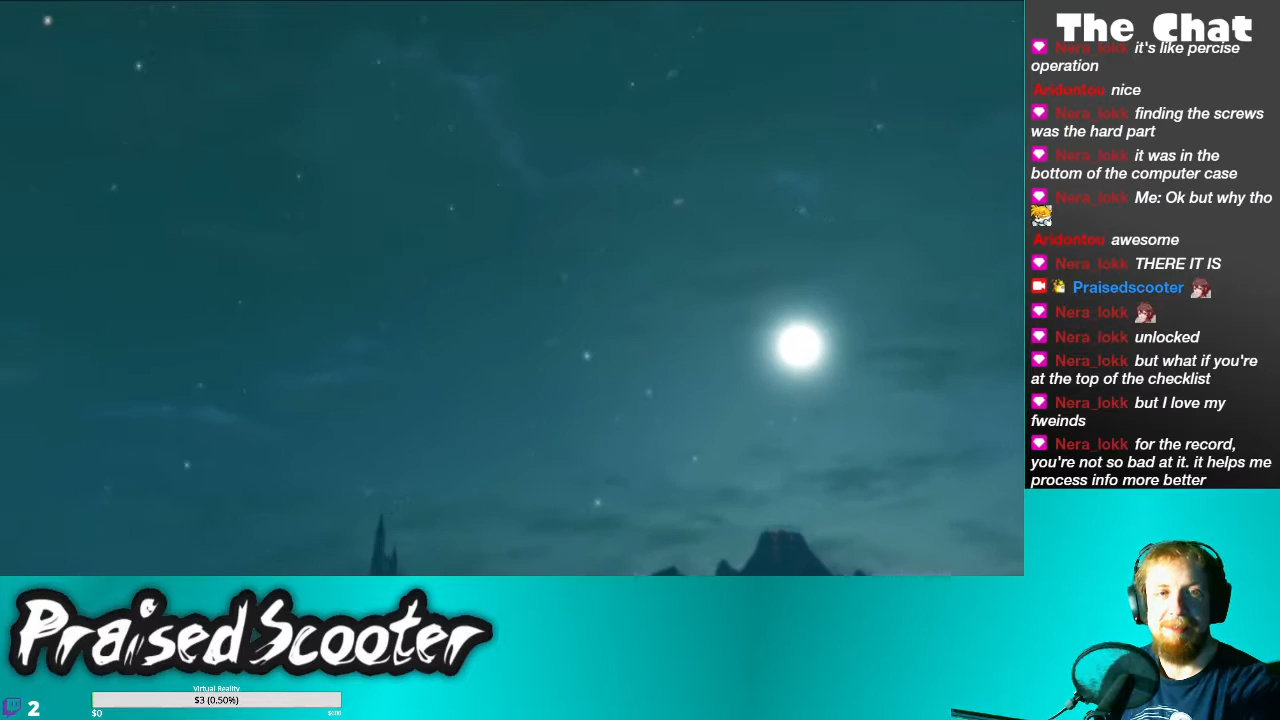 The Chat
Nera_lokk it's like percise
operation
Aridontou nice
Nera_lokk finding the screws
was the hard part
Nera_lokk it was in the
bottom of the computer case
Nera_lokk Me: Ok but why tho
Aridontou awesome
Nera_lokk THERE IT IS
Praisedscooter
Nera_lokk
Nera_lokk unlocked
Nera_lokk but what if you're
at the top of the checklist
Nera_lokk but I love my
fweinds
Nera_lokk for the record,
you're not so bad at it. it helps me
process info more better
PraisedScooter
Virtual Reality
$3 (0.50%)
2
$0
$600